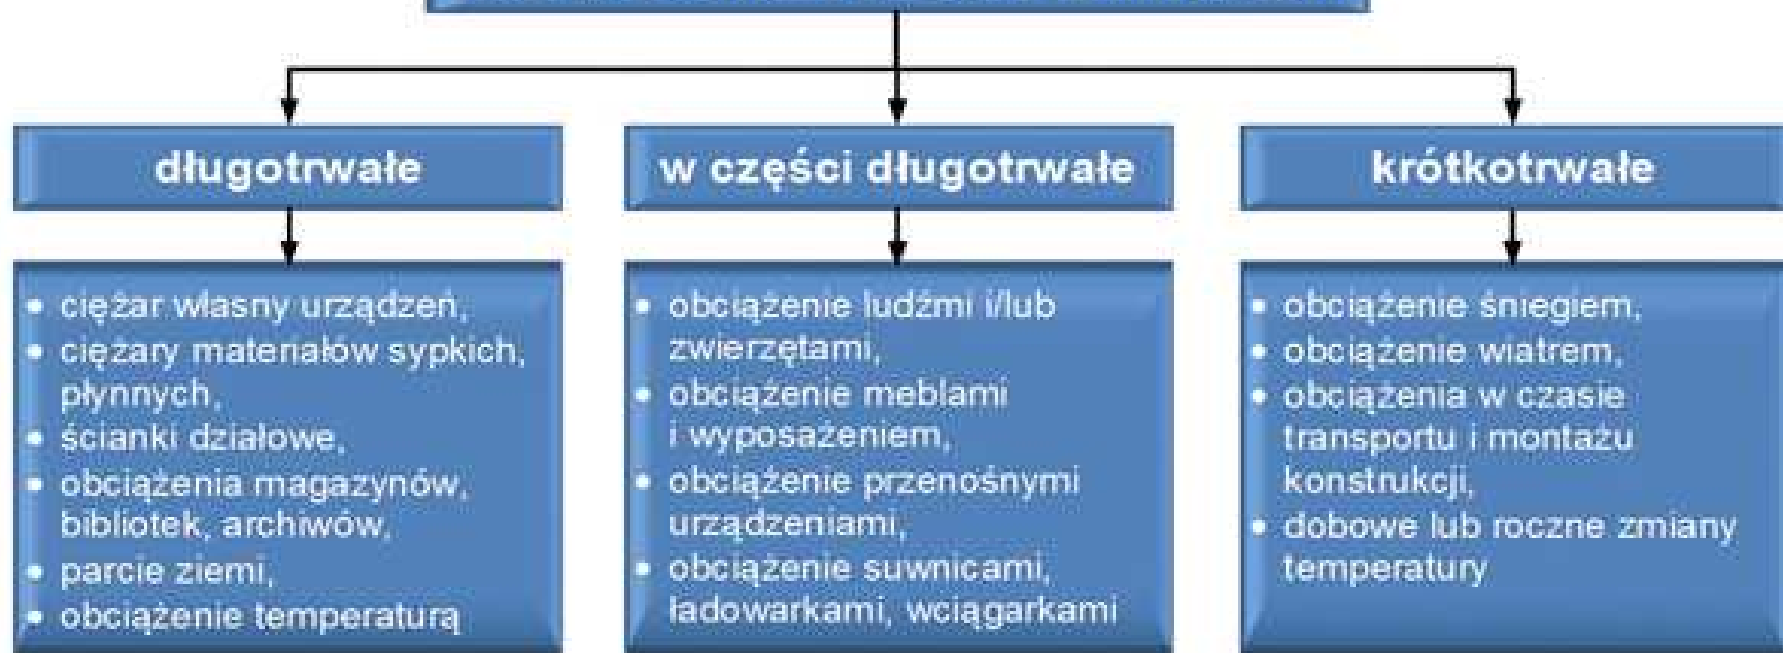 długotrwałe
w części długotrwałe
krótkotrwałe
• ciężar własny urządzeń,
• ciężary materiałów sypkich,
płynnych,
• ścianki działowe,
• obciążenia magazynów,
bibliotek, archiwów,
• parcie ziemi,
• obciążenie temperaturą
• obciążenie ludźmi i/lub
zwierzętami,
• obciążenie meblami
i wyposażeniem,
• obciążenie przenośnymi
urządzeniami,
• obciążenie suwnicami,
ładowarkami, wciągarkami
• obciążenie śniegiem,
• obciążenie wiatrem,
• obciążenia w czasie
transportu i montażu
konstrukcji,
• dobowe lub roczne zmiany
temperatury